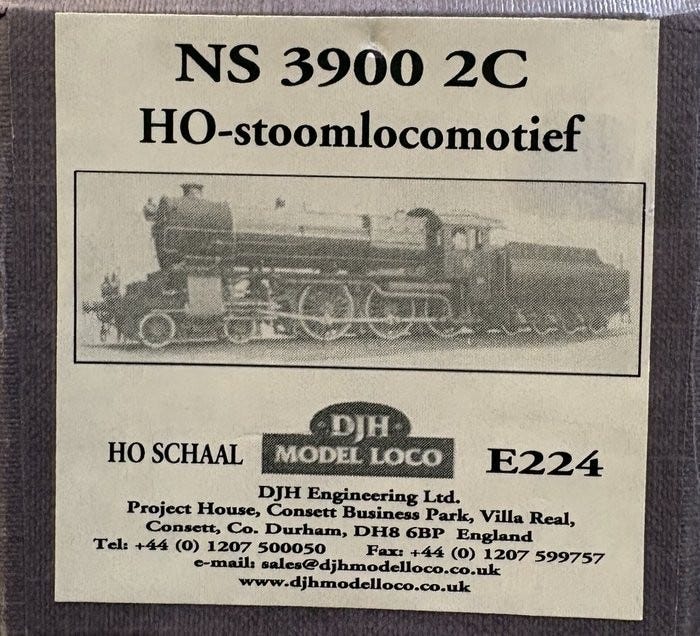 NS 3900 2C
HO-stoomlocomotief
DJH
MODEL LOCO
HO SCHAAL
E224
DJH Engineering Ltd.
Project House, Consett Business Park, Villa Real,
Consett, Co. Durham, DH8 6BP England
Tel: +44 (0) 1207 500050 Fax: +44 (0) 1207 599757
e-mail: sales@djhmodelloco.co.uk
www.djhmodelloco.co.uk